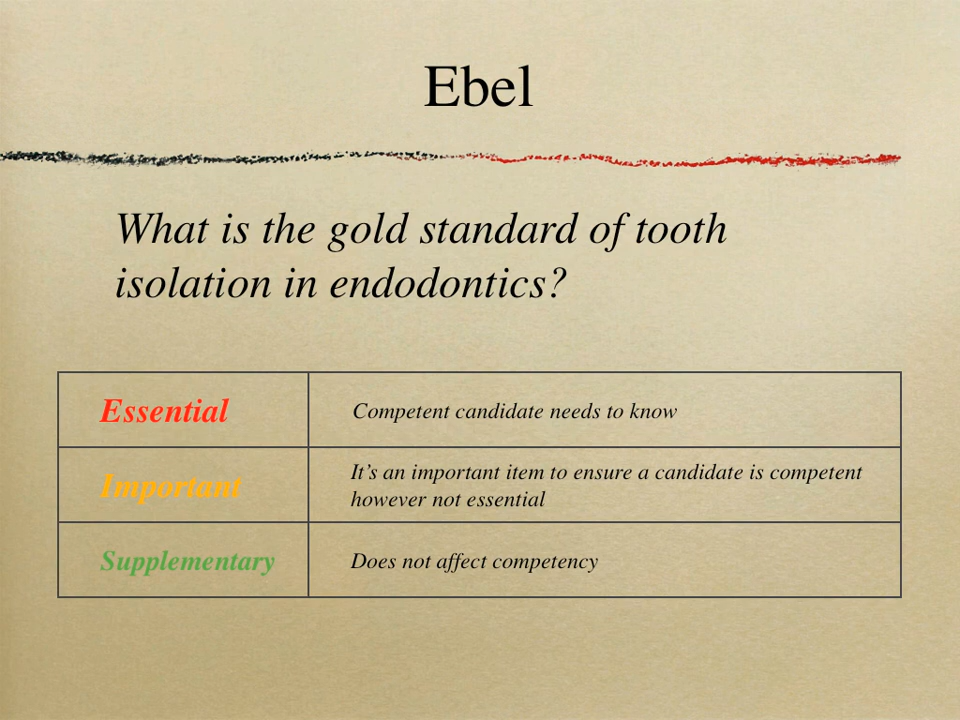 Ebel
What is the gold standard of tooth
isolation in endodontics?
Essential
Competent candidate needs to know
Important
It’s an important item to ensure a candidate is competent
however not essential
Supplementary
Does not affect competency